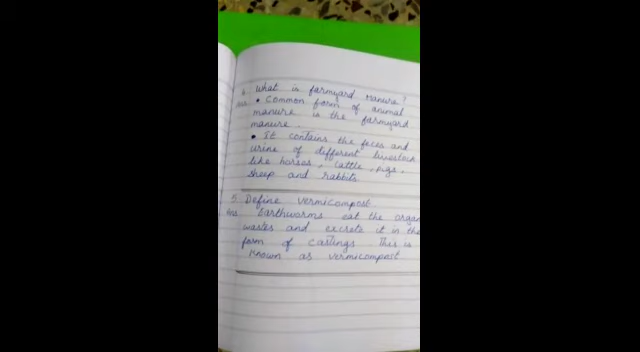 4. What is farmyard manure?
Ans • Common form of animal
manure is the farmyard
manure.
• It contains the feces and
urine of different livestock
like horses, cattle, pigs,
sheep and rabbits.
5. Define vermicompost.
Ans Earthworms eat the organ
wastes and excrete it in the
form of castings. This is
known as vermicompost